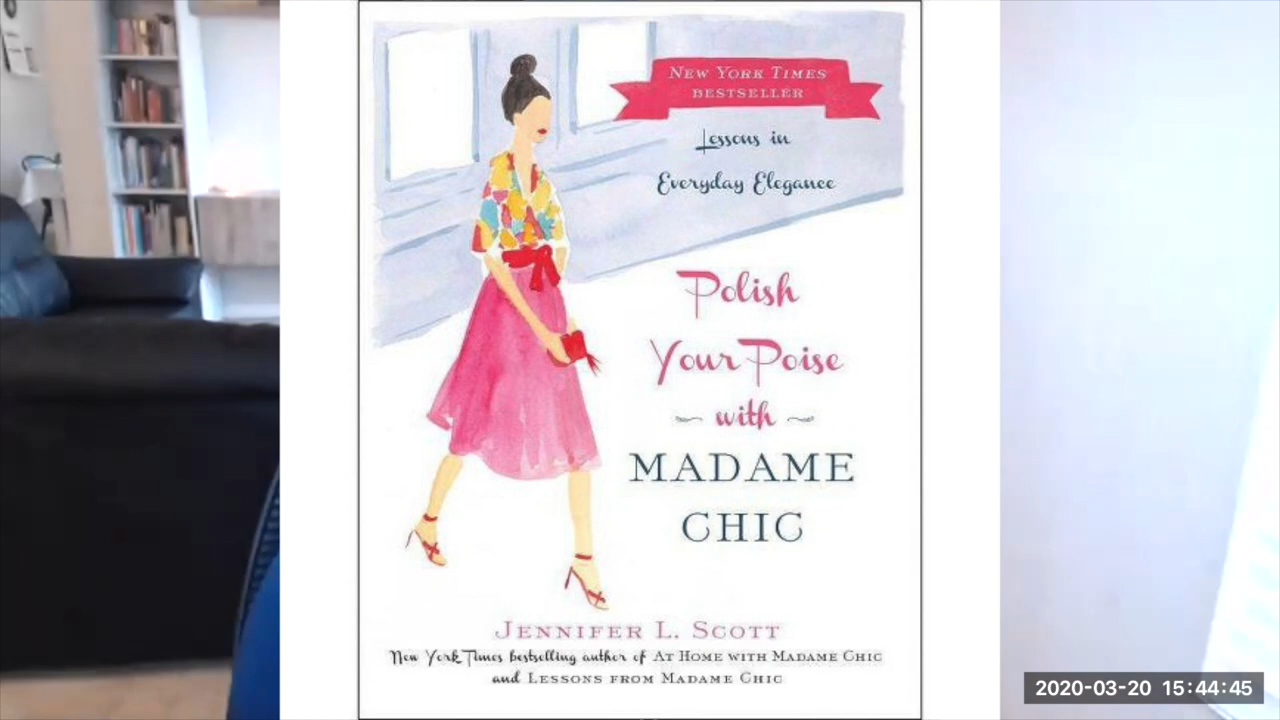 NEW YORK TIMES
BESTSELLER
Lessons in
Everyday Elegance
Polish
Your Poise
~ with ~
MADAME
CHIC
JENNIFER L. SCOTT
New York Times bestselling author of AT HOME WITH MADAME CHIC
and LESSONS FROM MADAME CHIC
2020-03-20 15:44:45